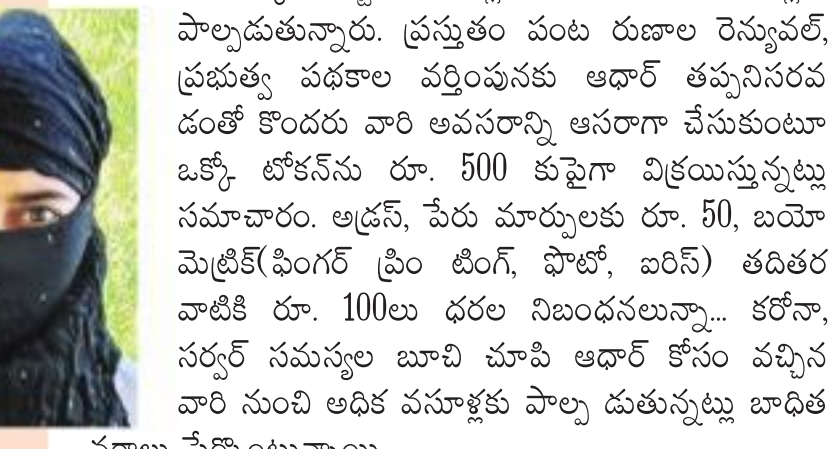 పాల్పడుతున్నారు. ప్రస్తుతం పంట రుణాల రెన్యువల్,
ప్రభుత్వ పథకాల వర్తింపునకు ఆధార్ తప్పనిసరవ
డంతో కొందరు వారి అవసరాన్ని ఆసరాగా చేసుకుంటూ
ఒక్కో టోకన్‌ను రూ. 500 కుపైగా విక్రయిస్తున్నట్లు
సమాచారం. అడ్రస్, పేరు మార్పులకు రూ. 50, బయో
మెట్రిక్(ఫింగర్ ప్రిం టింగ్, ఫొటో, ఐరిస్) తదితర
వాటికి రూ. 100లు ధరల నిబంధనలున్నా... కరోనా,
సర్వర్ సమస్యల బూచి చూపి ఆధార్ కోసం వచ్చిన
వారి నుంచి అధిక వసూళ్లకు పాల్ప డుతున్నట్లు బాధిత